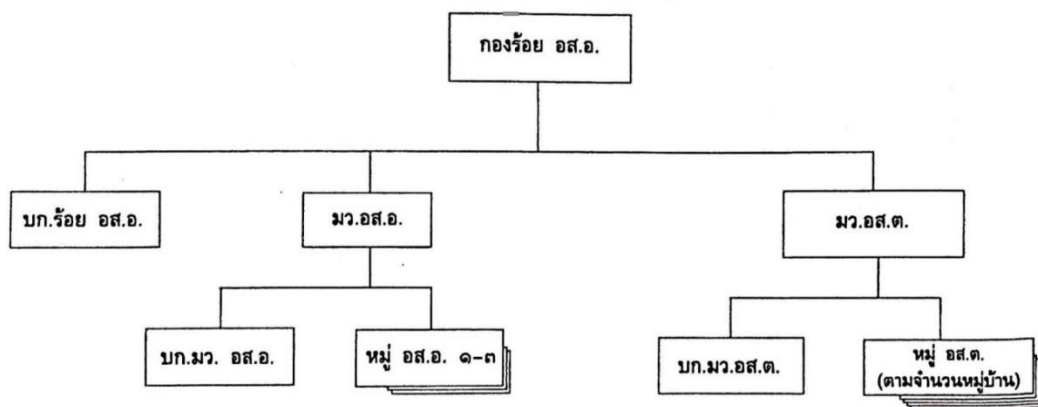 กองร้อย อส.อ.
บก.ร้อย อส.อ.
มว.อส.อ.
มว.อส.ต.
บก.มว. อส.อ.
หมู่ อส.อ. ๑-๓
บก.มว.อส.ต.
หมู่ อส.ต.
(ตามจำนวนหมู่บ้าน)